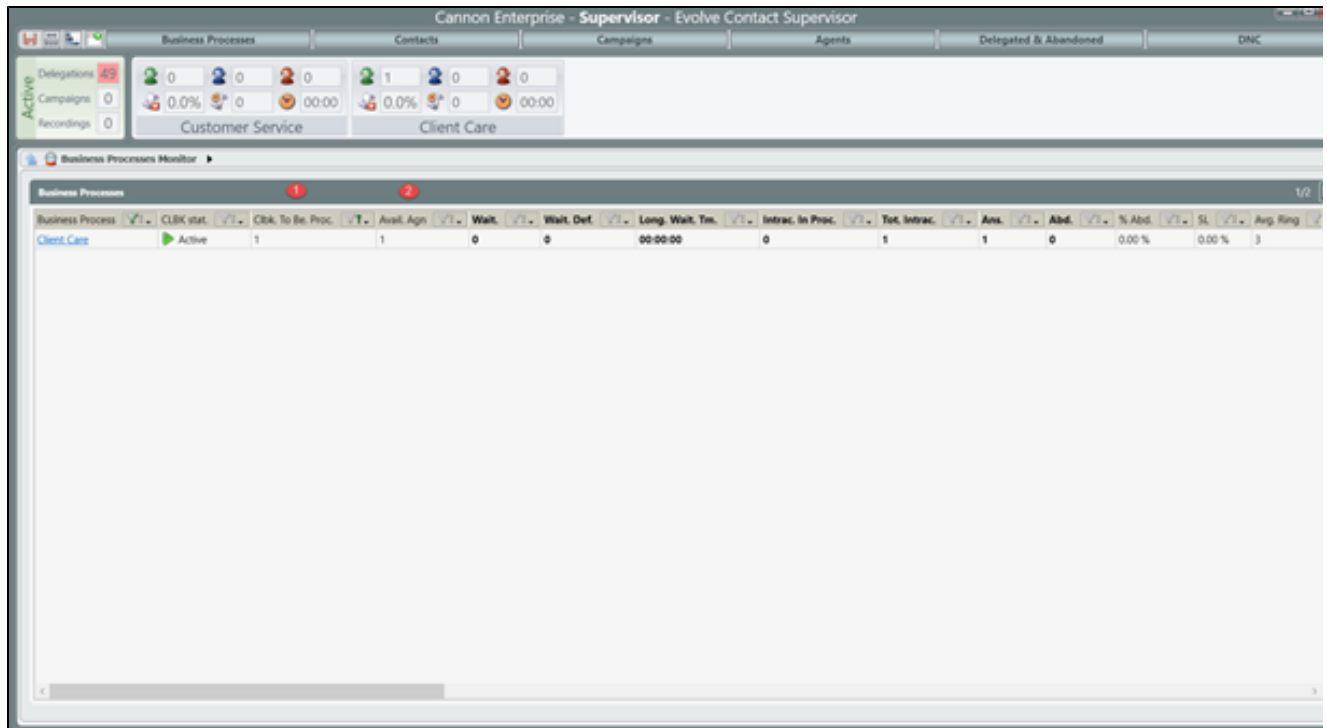 Cannon Enterprise - Supervisor - Evolve Contact Supervisor
Business Processes Contacts Campaigns Agents Delegated & Abandoned DNC
Active
Delegations 49
Campaigns 0
Recordings 0
0 0 0
0.0% 0 00:00
Customer Service
1 0 0
0.0% 0 00:00
Client Care
Business Processes Monitor
Business Processes 1 2 1/2
Business Process CLBK stat. Clbk. To Be. Proc. Avail. Agn Wait. Wait. Def. Long. Wait. Tm. Intrac. In Proc. Tot. Intrac. Ans. Abd. % Abd. SL Avg. Ring
Client Care Active 1 1 0 0 00:00:00 0 1 1 0 0.00 % 0.00 % 3